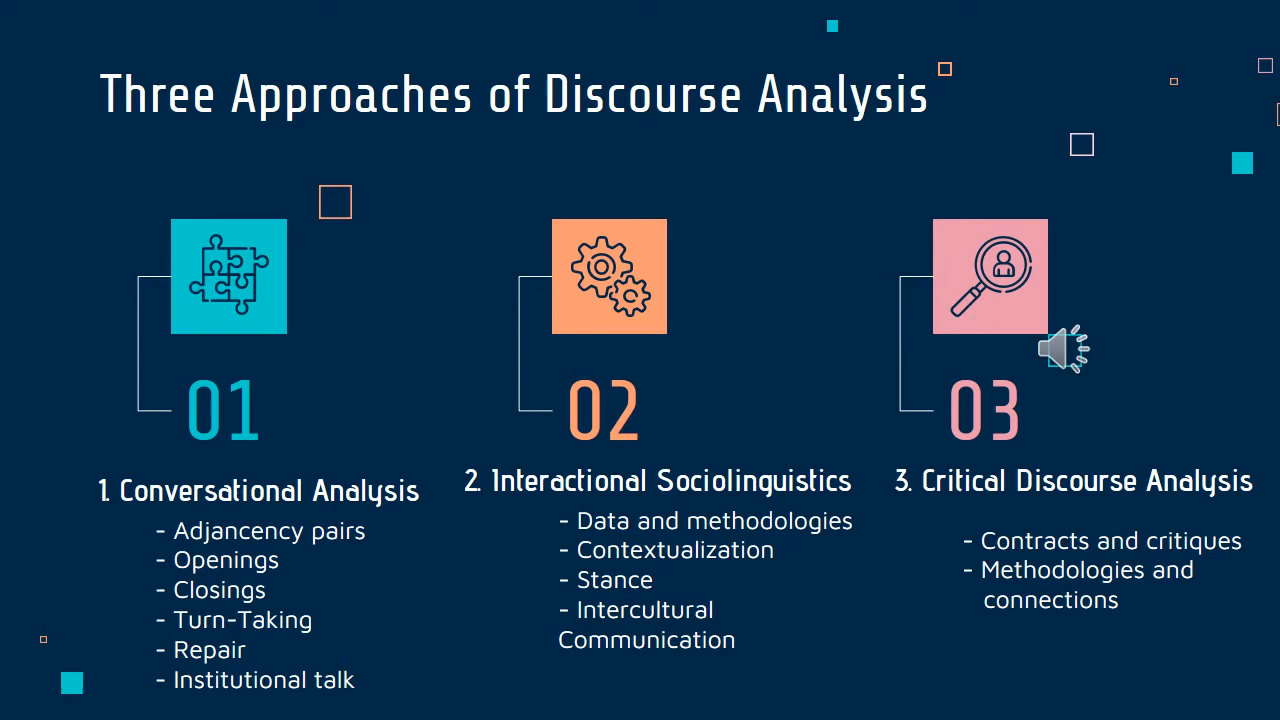 Three Approaches of Discourse Analysis
01
1. Conversational Analysis
- Adjancency pairs
- Openings
- Closings
- Turn-Taking
- Repair
- Institutional talk
02
2. Interactional Sociolinguistics
- Data and methodologies
- Contextualization
- Stance
- Intercultural
Communication
03
3. Critical Discourse Analysis
- Contracts and critiques
- Methodologies and
connections